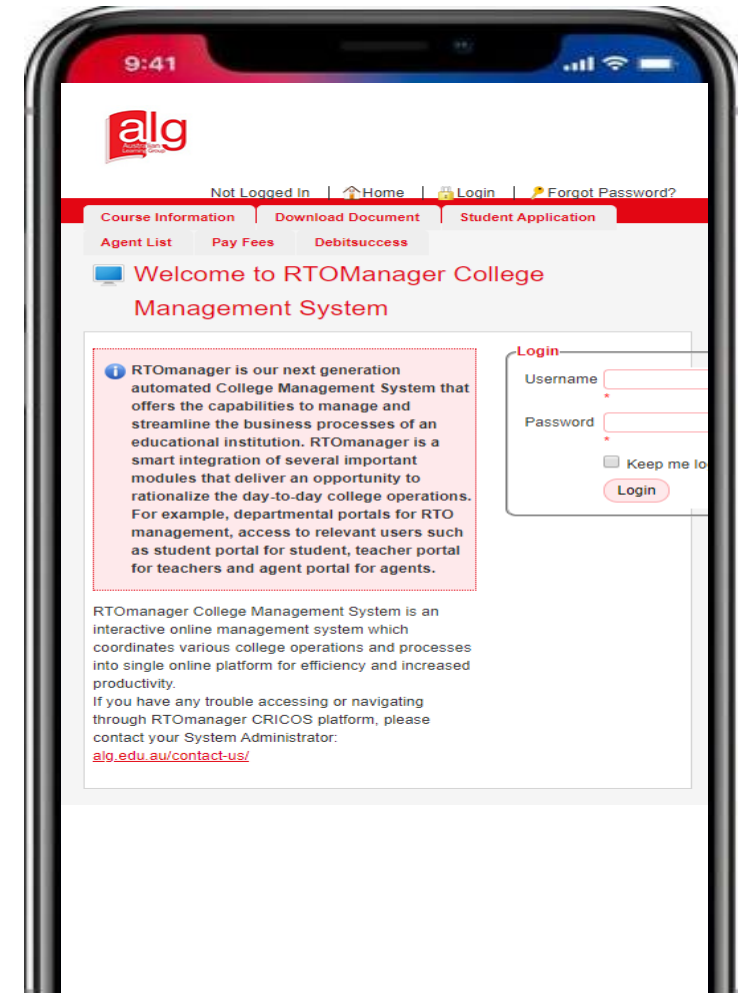 9:41
alg
Australian
Learning Group
Not Logged In | Home | Login | Forgot Password?
Course Information Download Document Student Application
Agent List Pay Fees Debitsuccess
Welcome to RTOManager College
Management System
RTOmanager is our next generation
automated College Management System that
offers the capabilities to manage and
streamline the business processes of an
educational institution. RTOmanager is a
smart integration of several important
modules that deliver an opportunity to
rationalize the day-to-day college operations.
For example, departmental portals for RTO
management, access to relevant users such
as student portal for student, teacher portal
for teachers and agent portal for agents.
Login
Username
*
Password
*
Keep me lo
Login
RTOmanager College Management System is an
interactive online management system which
coordinates various college operations and processes
into single online platform for efficiency and increased
productivity.
If you have any trouble accessing or navigating
through RTOmanager CRICOS platform, please
contact your System Administrator:
alg.edu.au/contact-us/